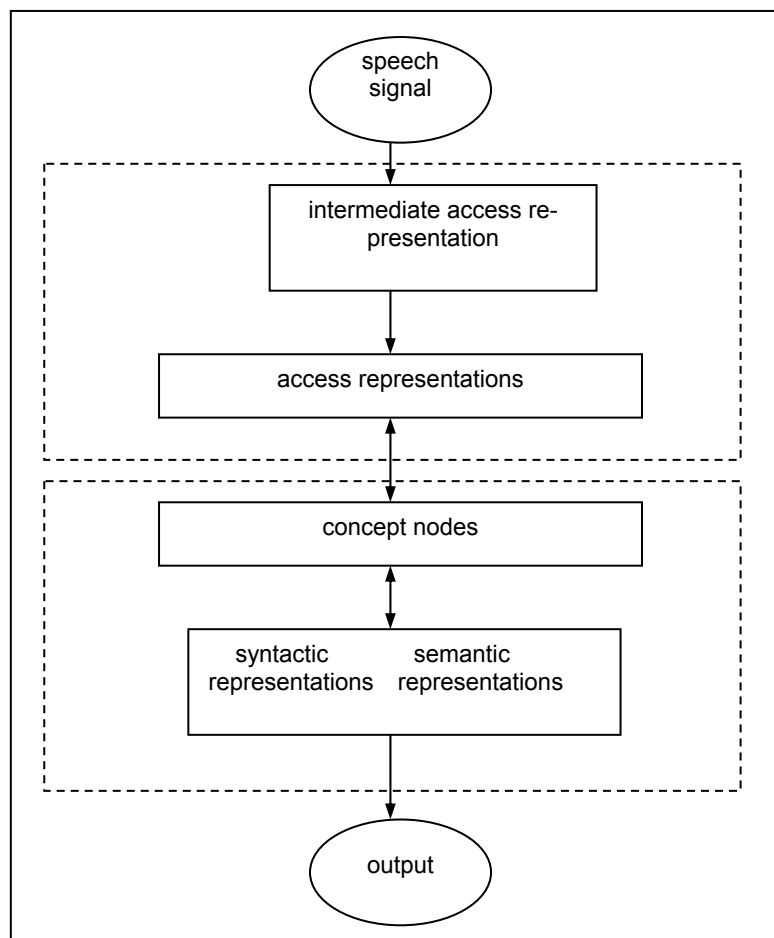 speech
signal
intermediate access re-
presentation
access representations
concept nodes
syntactic semantic
representations representations
output